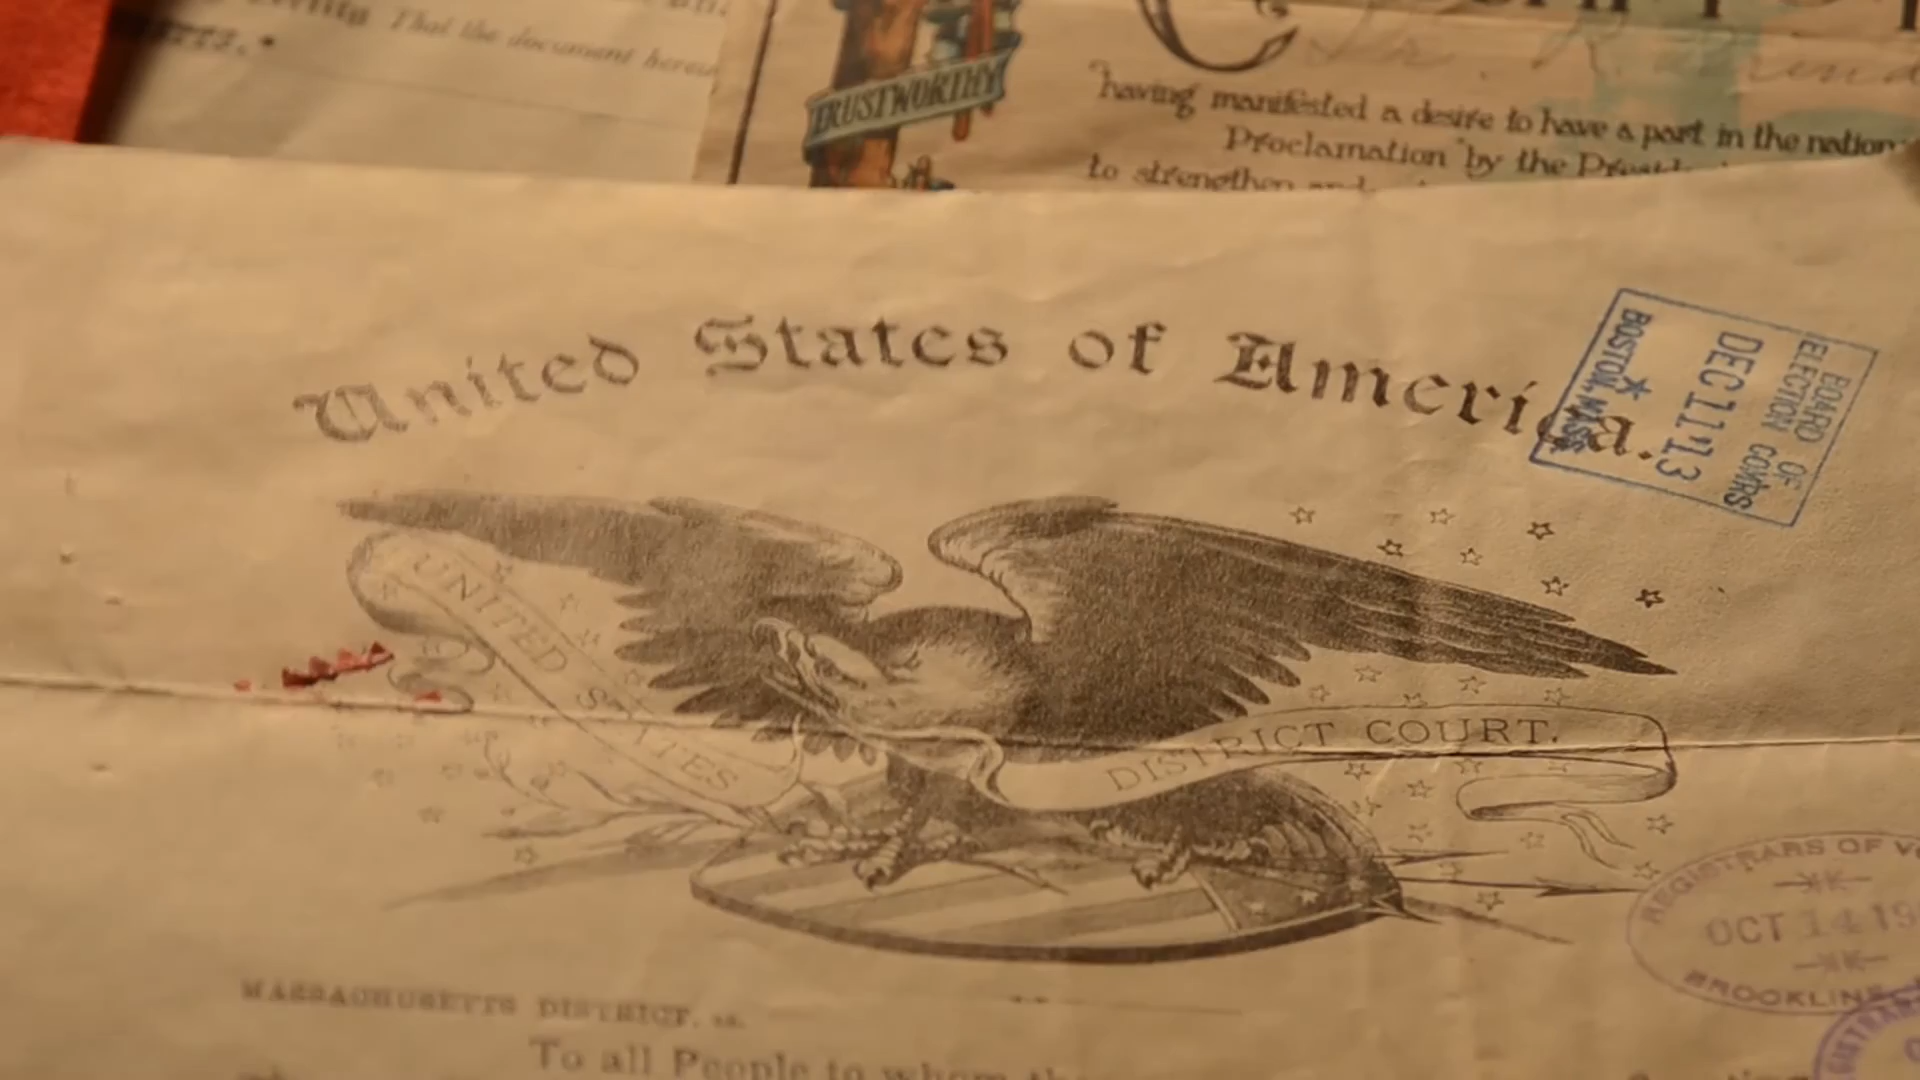 That the document herein
TRUSTWORTHY
having manifested a desire to have a part in the nation
Proclamation by the
to strengthen and
United States of America.
BOARD OF
ELECTION COMRS
DEC 11 '13
★
BOSTON, MASS.
UNITED STATES
DISTRICT COURT.
REGISTRARS OF
OCT 14 19
BROOKLINE
MASSACHUSETTS DISTRICT, ss.
To all People to whom